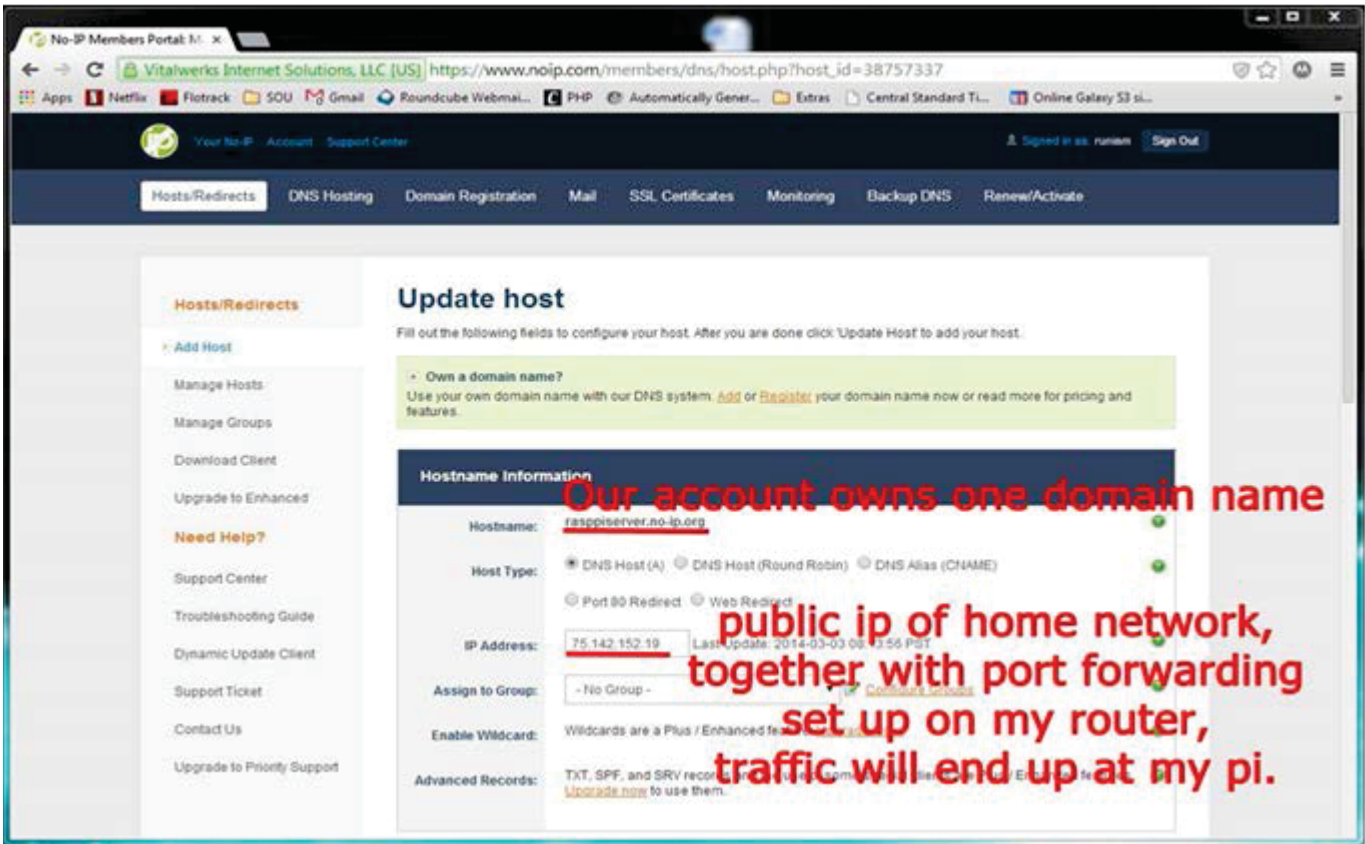 No-IP Members Portal: M
Vitalwerks Internet Solutions, LLC [US] https://www.noip.com/members/dns/host.php?host_id=38757337
Apps Netflix Flotrack SOU Gmail Roundcube Webmai... PHP Automatically Gener... Extras Central Standard Ti... Online Galaxy S3 si...
Your No-IP Account Support Center Signed in as: runiam Sign Out
Hosts/Redirects DNS Hosting Domain Registration Mail SSL Certificates Monitoring Backup DNS Renew/Activate
Hosts/Redirects
Add Host
Manage Hosts
Manage Groups
Download Client
Upgrade to Enhanced
Need Help?
Support Center
Troubleshooting Guide
Dynamic Update Client
Support Ticket
Contact Us
Upgrade to Priority Support
Update host
Fill out the following fields to configure your host. After you are done click 'Update Host' to add your host.
Own a domain name?
Use your own domain name with our DNS system. Add or Register your domain name now or read more for pricing and
features.
Hostname Information
Our account owns one domain name
Hostname: rasppiserver.no-ip.org
Host Type: DNS Host (A) DNS Host (Round Robin) DNS Alias (CNAME)
Port 80 Redirect Web Redirect
public ip of home network,
IP Address: 75.142.152.19 Last Update: 2014-03-03 PST
together with port forwarding
Assign to Group: - No Group - Configure Groups
set up on my router,
Enable Wildcard: Wildcards are a Plus / Enhanced
traffic will end up at my pi.
Advanced Records: TXT, SPF, and SRV records Enhanced
Upgrade now to use them.